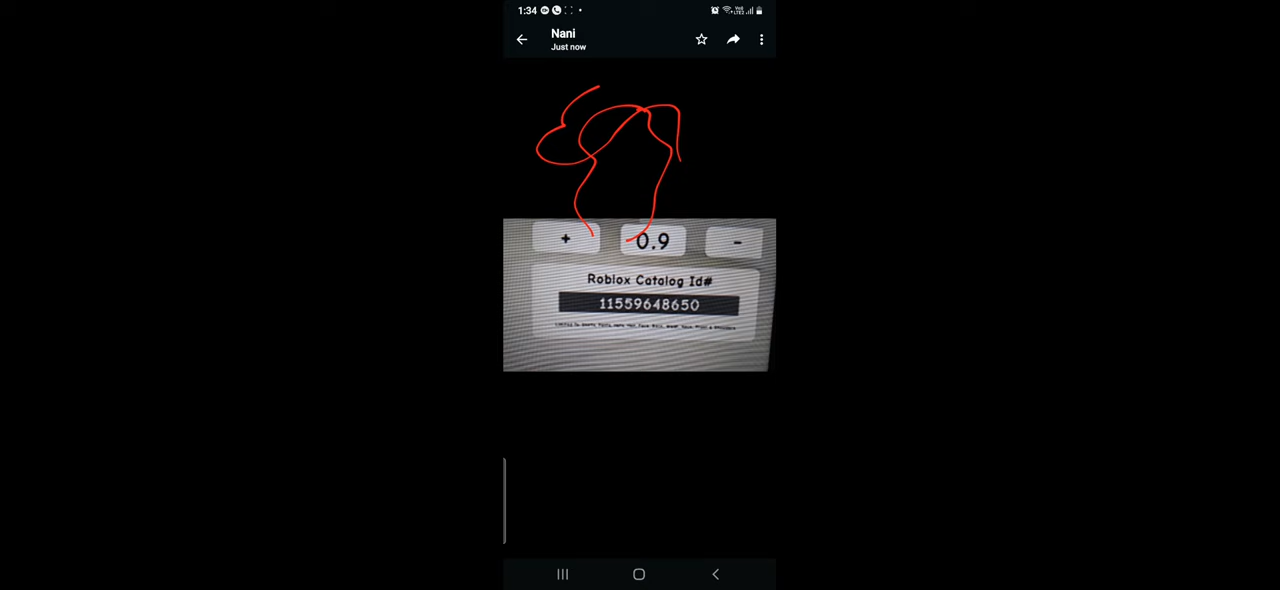 1:34
Nani
Just now
+ 0.9 -
Roblox Catalog Id#
11559648650